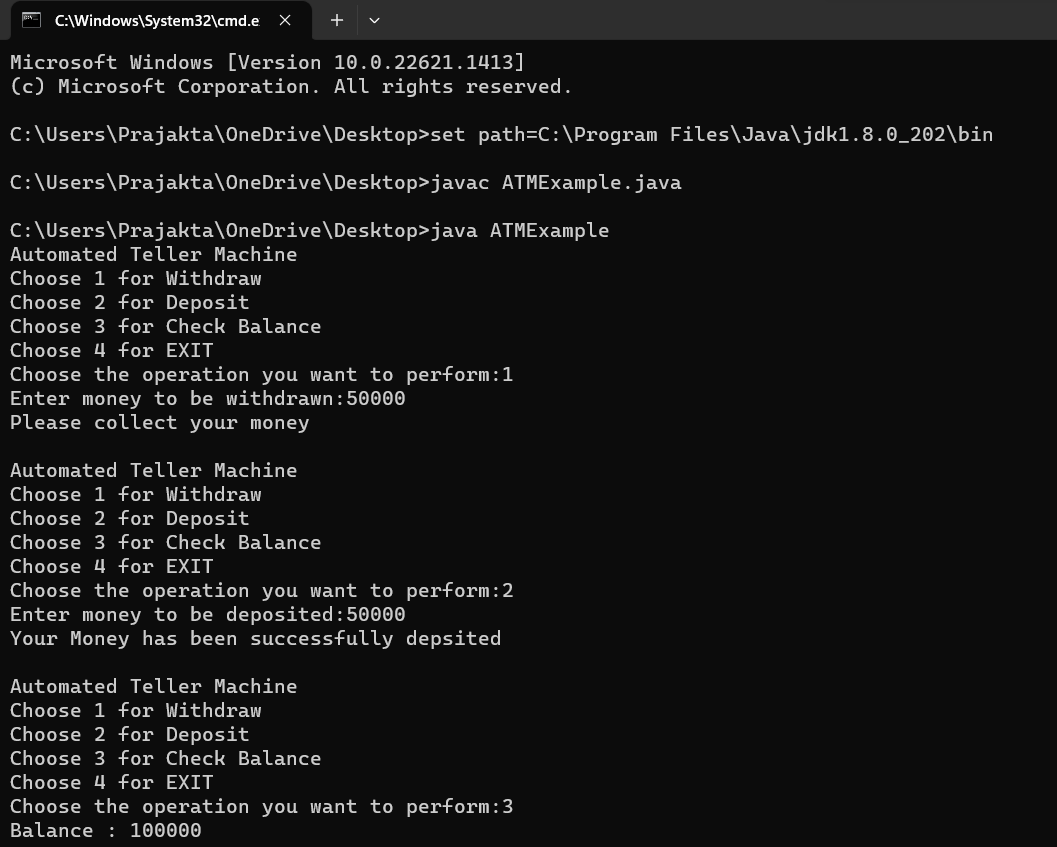 C:\Windows\System32\cmd.e
Microsoft Windows [Version 10.0.22621.1413]
(c) Microsoft Corporation. All rights reserved.
C:\Users\Prajakta\OneDrive\Desktop>set path=C:\Program Files\Java\jdk1.8.0_202\bin
C:\Users\Prajakta\OneDrive\Desktop>javac ATMExample.java
C:\Users\Prajakta\OneDrive\Desktop>java ATMExample
Automated Teller Machine
Choose 1 for Withdraw
Choose 2 for Deposit
Choose 3 for Check Balance
Choose 4 for EXIT
Choose the operation you want to perform:1
Enter money to be withdrawn:50000
Please collect your money
Automated Teller Machine
Choose 1 for Withdraw
Choose 2 for Deposit
Choose 3 for Check Balance
Choose 4 for EXIT
Choose the operation you want to perform:2
Enter money to be deposited:50000
Your Money has been successfully depsited
Automated Teller Machine
Choose 1 for Withdraw
Choose 2 for Deposit
Choose 3 for Check Balance
Choose 4 for EXIT
Choose the operation you want to perform:3
Balance : 100000